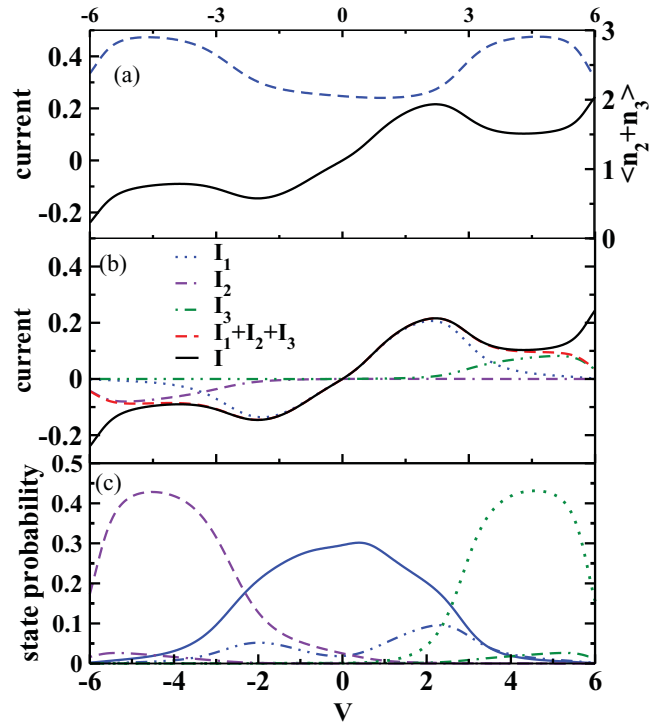 -6 -3 0 3 6
(a)
current
0.4
0.2
0
-0.2
3
2
1
0
<n2+n3>
(b)
current
0.4
0.2
0
-0.2
I1
I2
I3
I1+I2+I3
I
(c)
state probability
0.5
0.4
0.3
0.2
0.1
0
-6 -4 -2 0 2 4 6
V